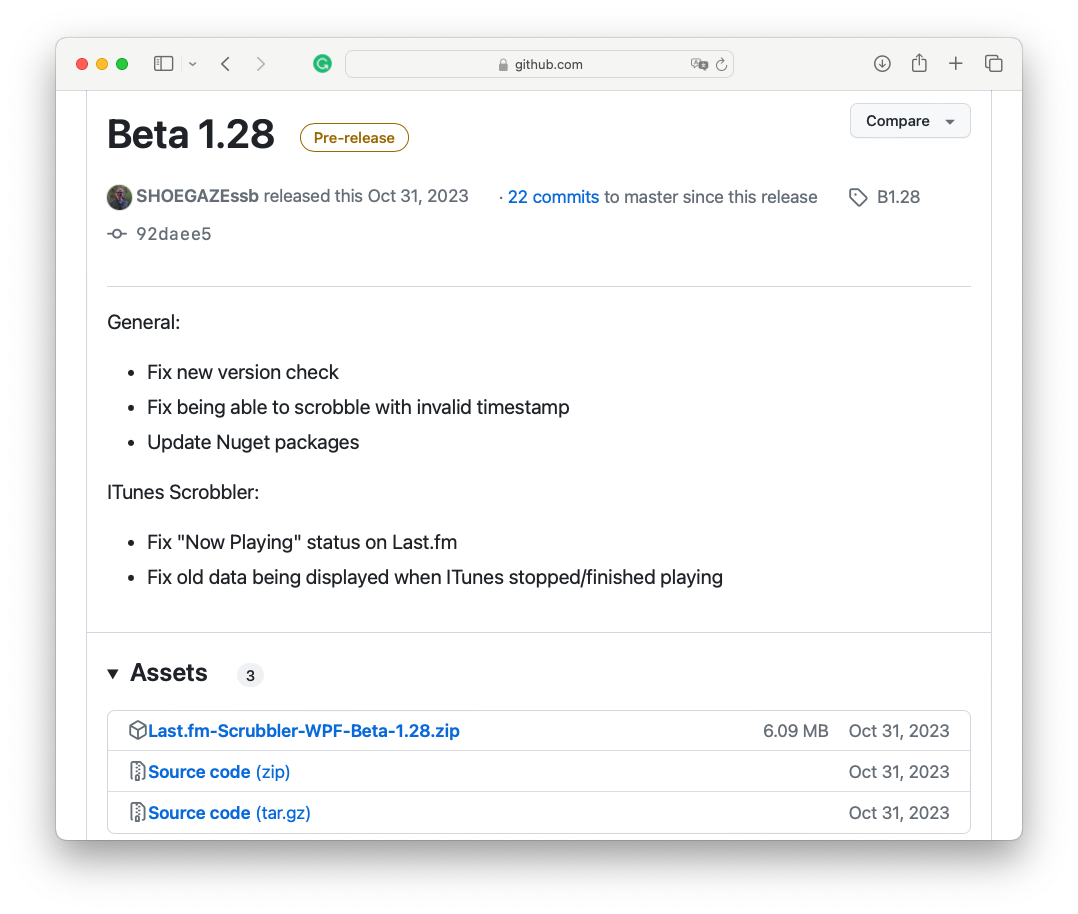 github.com
Beta 1.28 Pre-release Compare
SHOEGAZEssb released this Oct 31, 2023 · 22 commits to master since this release B1.28
92daee5
General:
Fix new version check
Fix being able to scrobble with invalid timestamp
Update Nuget packages
ITunes Scrobbler:
Fix "Now Playing" status on Last.fm
Fix old data being displayed when ITunes stopped/finished playing
Assets 3
Last.fm-Scrubbler-WPF-Beta-1.28.zip 6.09 MB Oct 31, 2023
Source code (zip) Oct 31, 2023
Source code (tar.gz) Oct 31, 2023